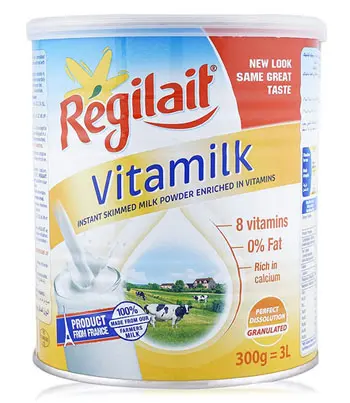 NEW LOOK
SAME GREAT
TASTE
Régilait
Vitamilk
INSTANT SKIMMED MILK POWDER ENRICHED IN VITAMINS
8 vitamins
0% Fat
Rich in
calcium
PRODUCT
FROM FRANCE
100%
MADE FROM OUR
FARMERS
MILK
PERFECT
DISSOLUTION
GRANULATED
300g = 3L